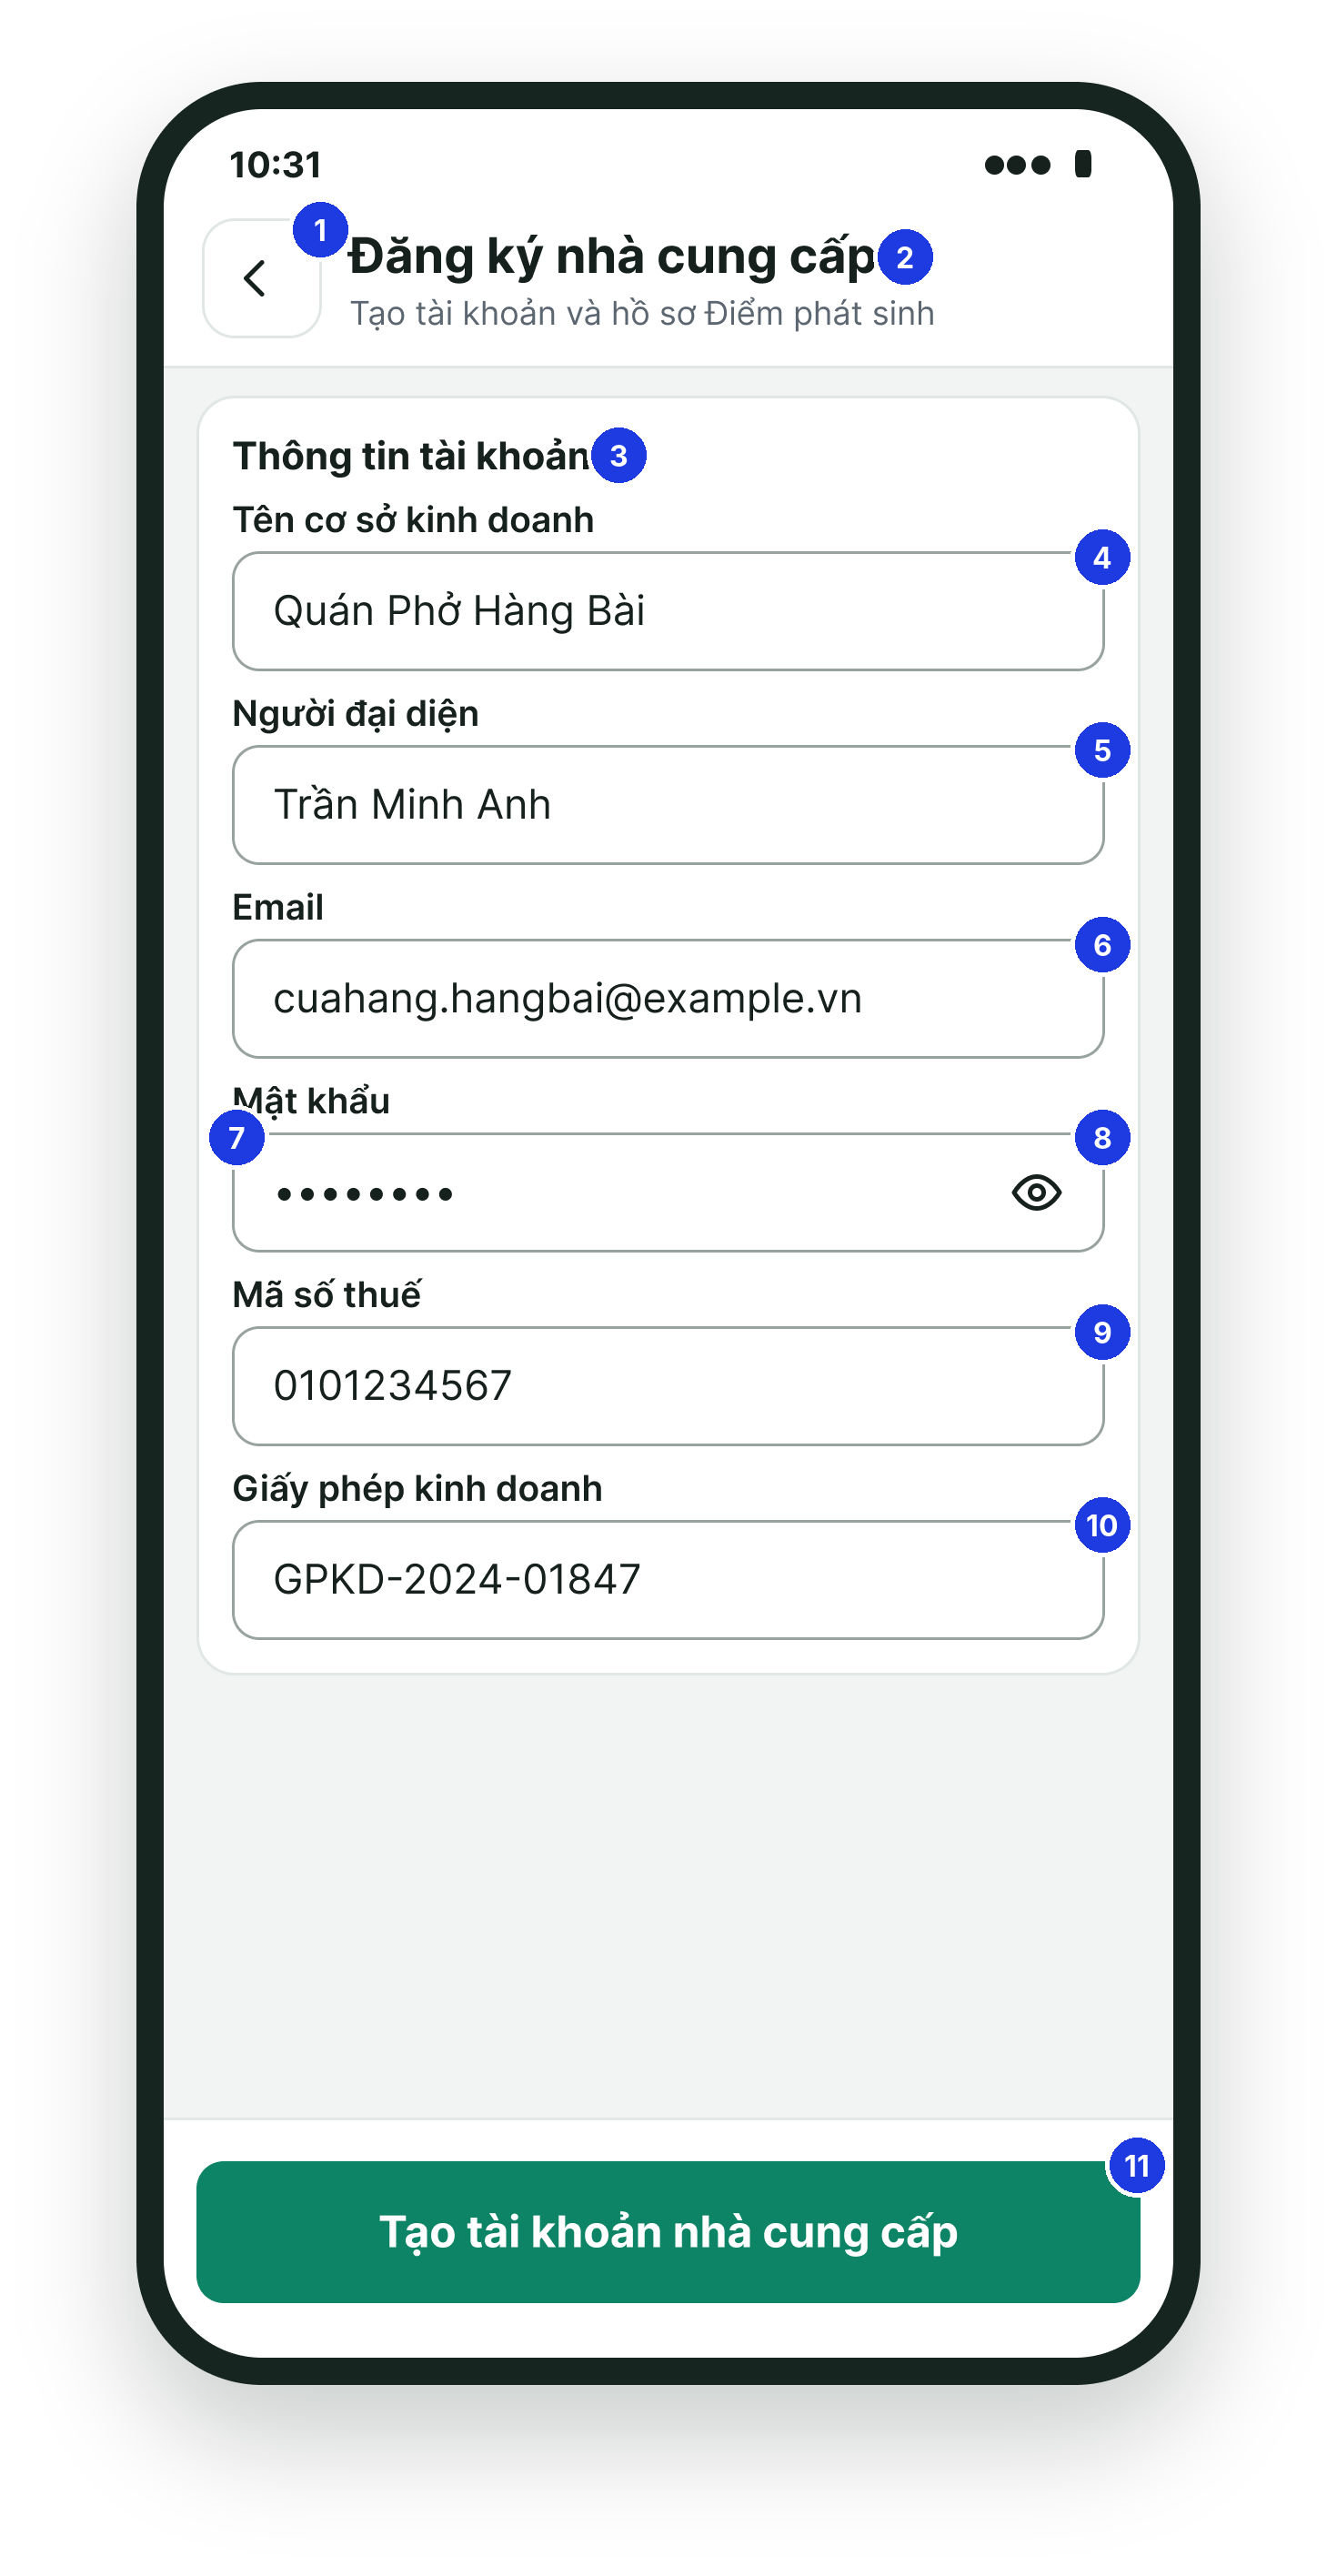 10:31
1
Đăng ký nhà cung cấp 2
Tạo tài khoản và hồ sơ Điểm phát sinh
Thông tin tài khoản 3
Tên cơ sở kinh doanh
4
Quán Phở Hàng Bài
Người đại diện
5
Trần Minh Anh
Email
6
cuahang.hangbai@example.vn
Mật khẩu
7 8
••••••••
Mã số thuế
9
0101234567
Giấy phép kinh doanh
10
GPKD-2024-01847
11
Tạo tài khoản nhà cung cấp